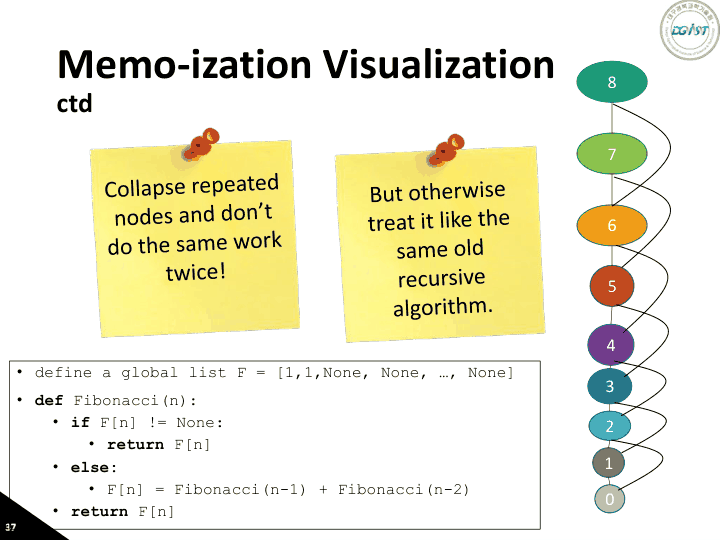 Memo-ization Visualization
ctd
Collapse repeated
nodes and don’t
do the same work
twice!
But otherwise
treat it like the
same old
recursive
algorithm.
8
7
6
5
4
3
2
1
0
• define a global list F = [1,1,None, None, …, None]
• def Fibonacci(n):
• if F[n] != None:
• return F[n]
• else:
• F[n] = Fibonacci(n-1) + Fibonacci(n-2)
• return F[n]
37
DGIST